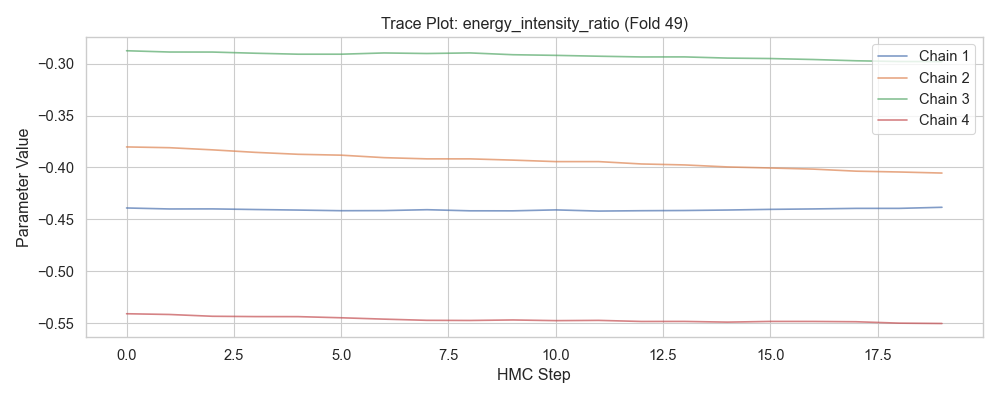 Trace Plot: energy_intensity_ratio (Fold 49)
Parameter Value
−0.30
−0.35
−0.40
−0.45
−0.50
−0.55
Chain 1
Chain 2
Chain 3
Chain 4
0.0 2.5 5.0 7.5 10.0 12.5 15.0 17.5
HMC Step